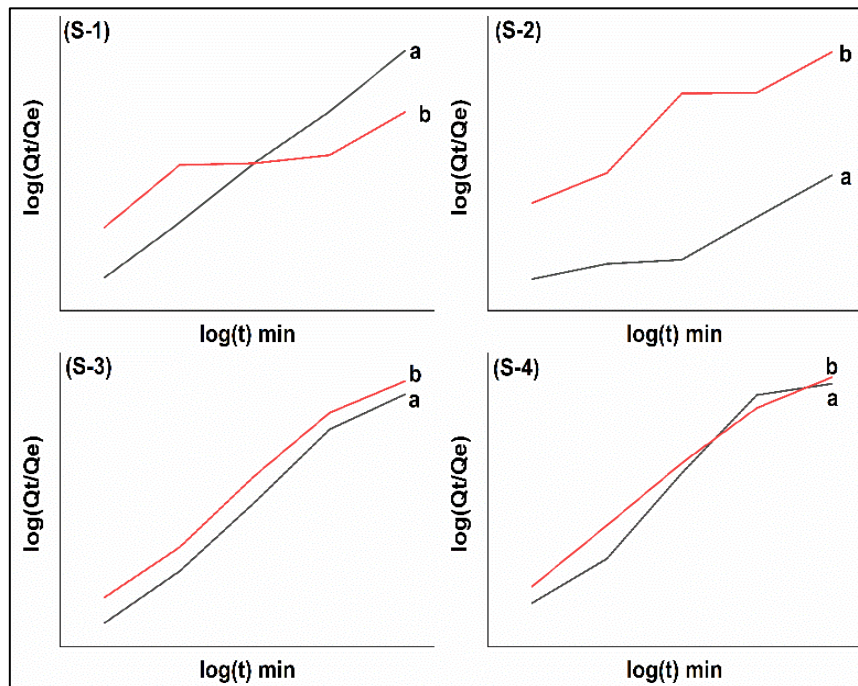 (S-1)
a
b
log(Qt/Qe)
log(t) min
(S-2)
b
a
log(Qt/Qe)
log(t) min
(S-3)
b
a
log(Qt/Qe)
log(t) min
(S-4)
b
a
log(Qt/Qe)
log(t) min